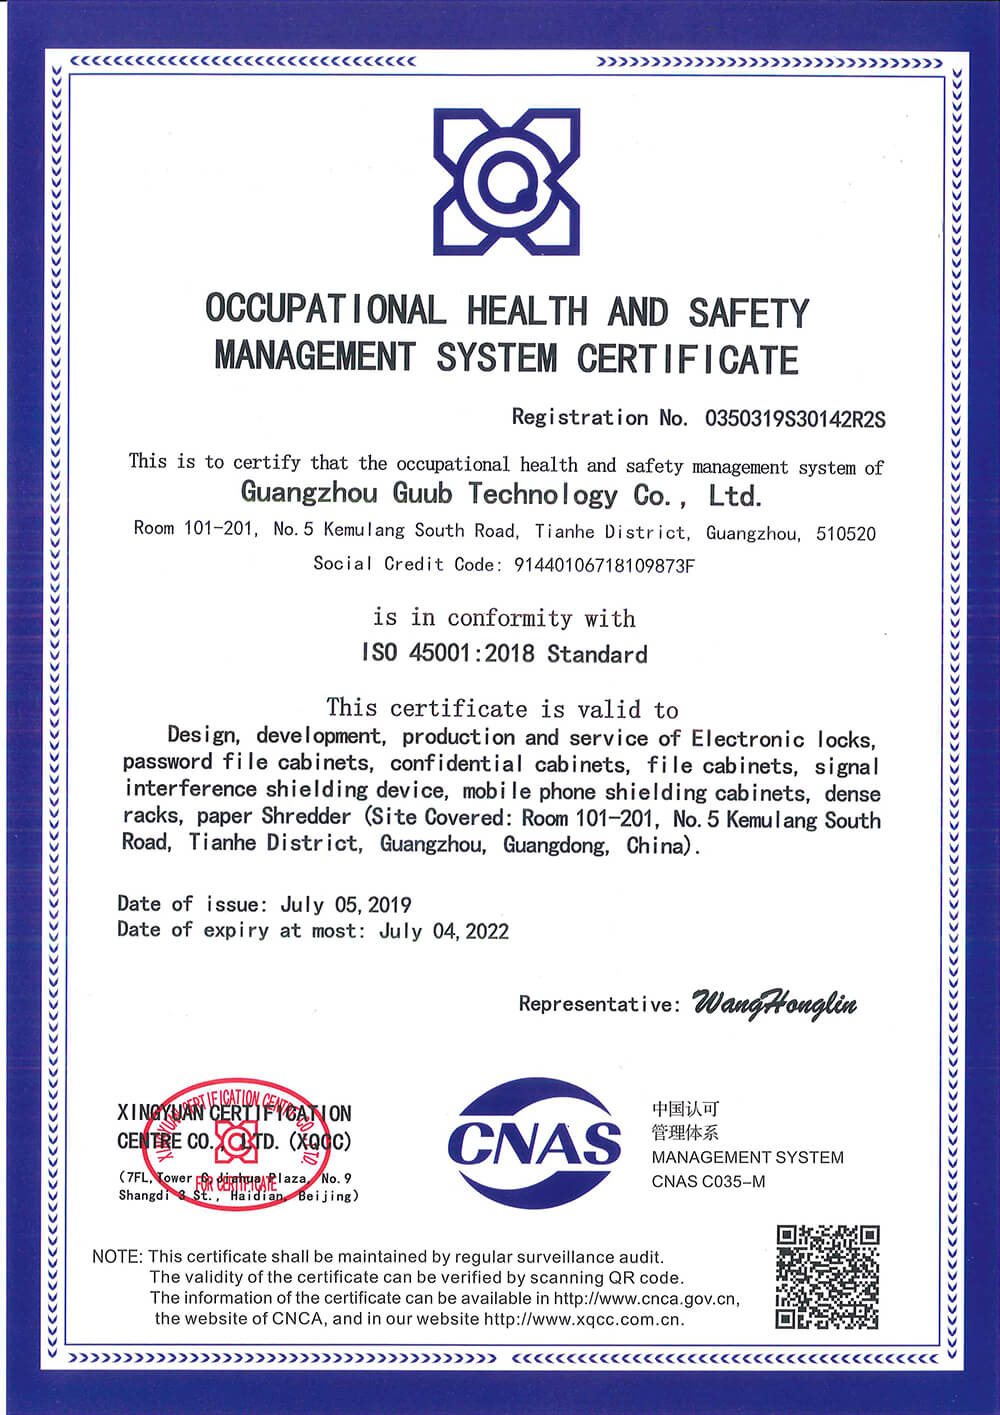 OCCUPATIONAL HEALTH AND SAFETY
MANAGEMENT SYSTEM CERTIFICATE
Registration No. 0350319S30142R2S
This is to certify that the occupational health and safety management system of
Guangzhou Guub Technology Co., Ltd.
Room 101-201, No.5 Kemulang South Road, Tianhe District, Guangzhou, 510520
Social Credit Code: 91440106718109873F
is in conformity with
ISO 45001:2018 Standard
This certificate is valid to
Design, development, production and service of Electronic locks,
password file cabinets, confidential cabinets, file cabinets, signal
interference shielding device, mobile phone shielding cabinets, dense
racks, paper Shredder (Site Covered: Room 101-201, No.5 Kemulang South
Road, Tianhe District, Guangzhou, Guangdong, China).
Date of issue: July 05,2019
Date of expiry at most: July 04,2022
Representative: WangHonglin
XINGYUAN CERTIFICATION CENTRE CO., LTD.
FOR CERTIFICATE
XINGYUAN CERTIFICATION
CENTRE CO., LTD. (XQCC)
(7FL, Tower Jiahua Plaza, No.9
Shangdi 3 St., Haidian, Beijing)
CNAS
中国认可
管理体系
MANAGEMENT SYSTEM
CNAS C035-M
NOTE: This certificate shall be maintained by regular surveillance audit.
The validity of the certificate can be verified by scanning QR code.
The information of the certificate can be available in http://www.cnca.gov.cn,
the website of CNCA, and in our website http://www.xqcc.com.cn.